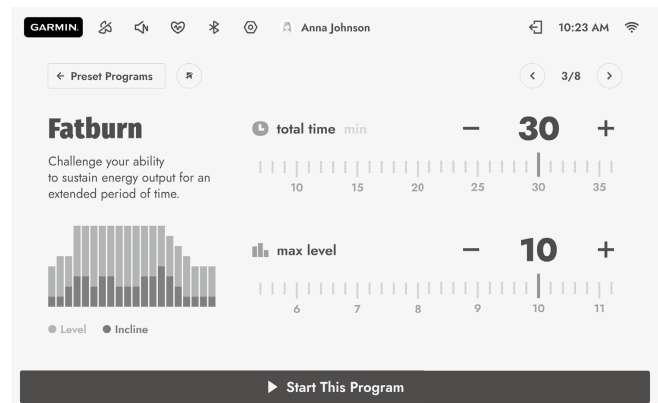 GARMIN.
Anna Johnson
10:23 AM
← Preset Programs
3/8
Fatburn
Challenge your ability
to sustain energy output for an
extended period of time.
Level
Incline
total time min
30
10 15 20 25 30 35
max level
10
6 7 8 9 10 11
Start This Program